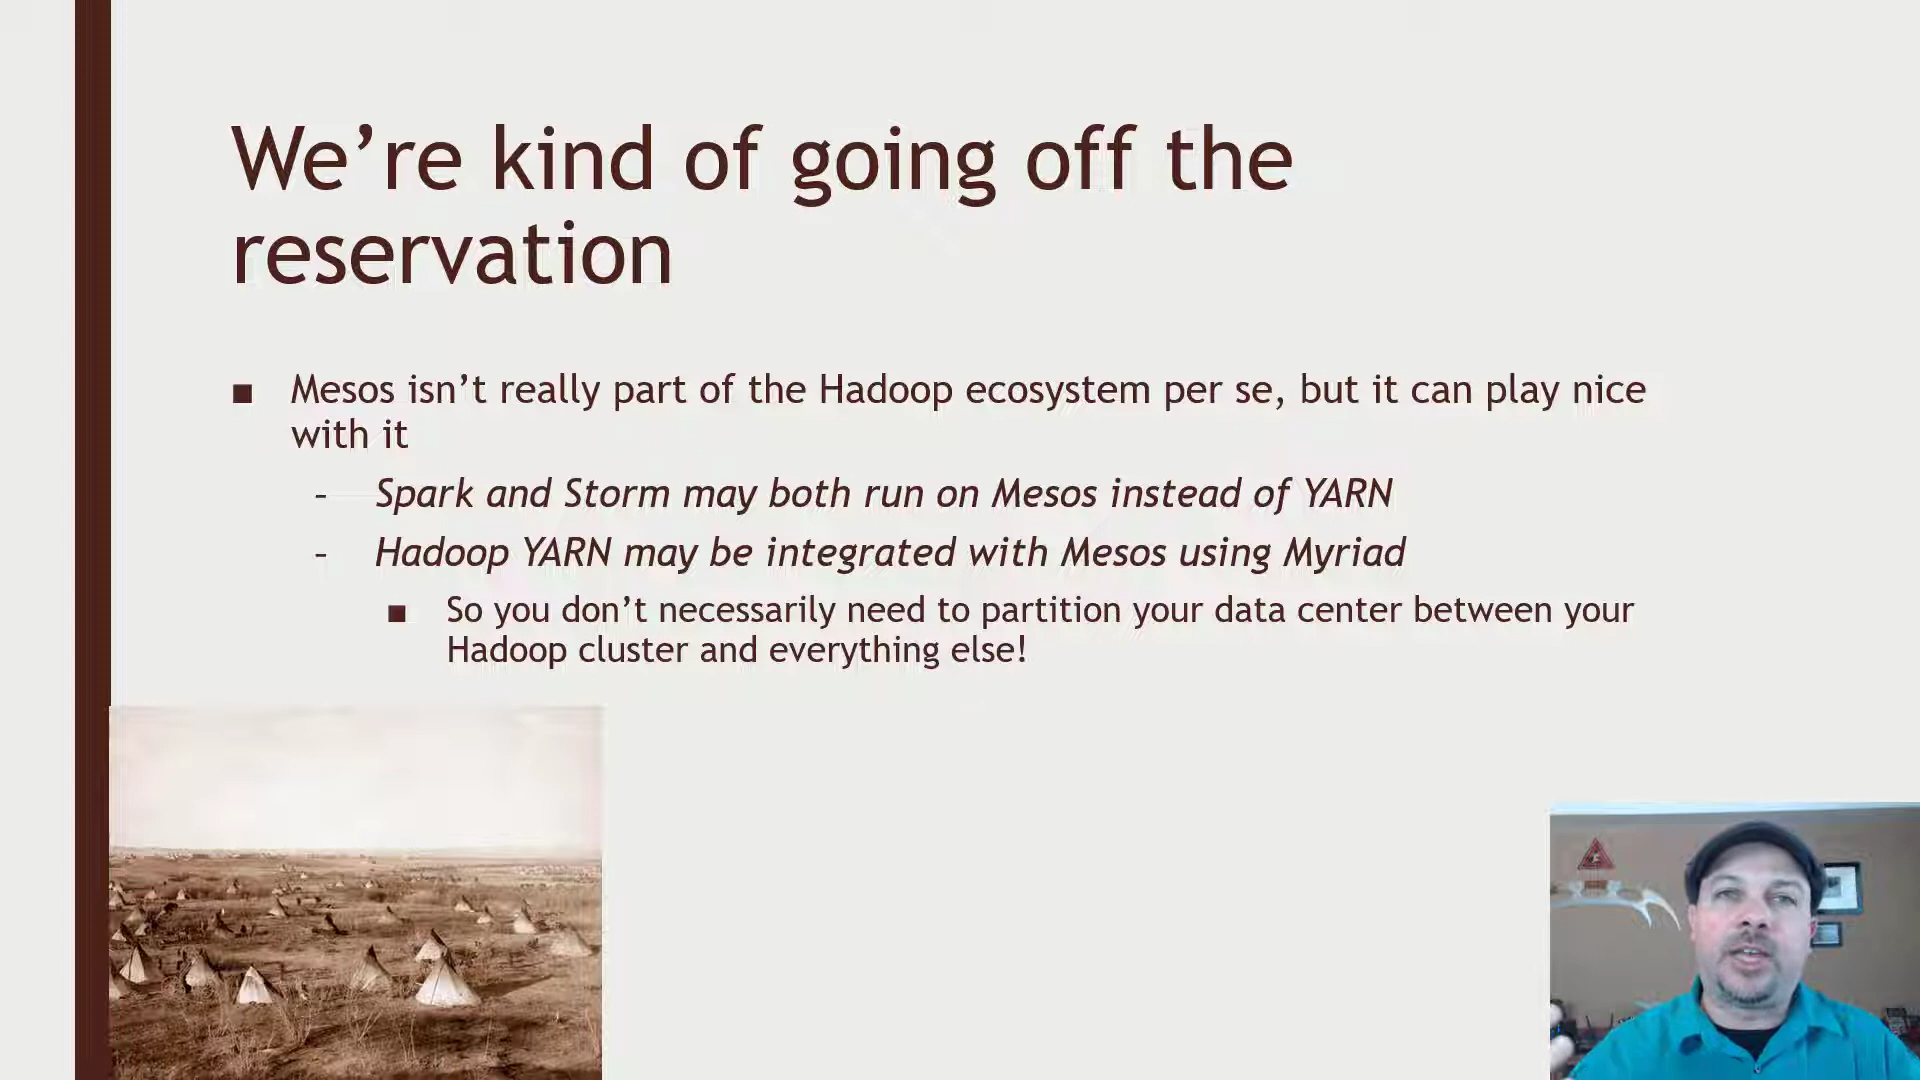 We’re kind of going off the
reservation
■ Mesos isn’t really part of the Hadoop ecosystem per se, but it can play nice
with it
– Spark and Storm may both run on Mesos instead of YARN
– Hadoop YARN may be integrated with Mesos using Myriad
■ So you don’t necessarily need to partition your data center between your
Hadoop cluster and everything else!